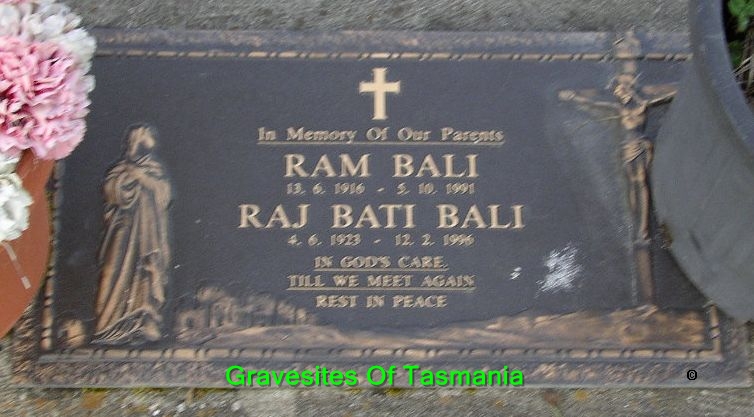 In Memory Of Our Parents
RAM BALI
13. 6. 1916 - 5. 10. 1991
RAJ BATI BALI
4. 6. 1923 - 12. 2. 1996
IN GOD'S CARE.
TILL WE MEET AGAIN
REST IN PEACE
Gravesites Of Tasmania
©